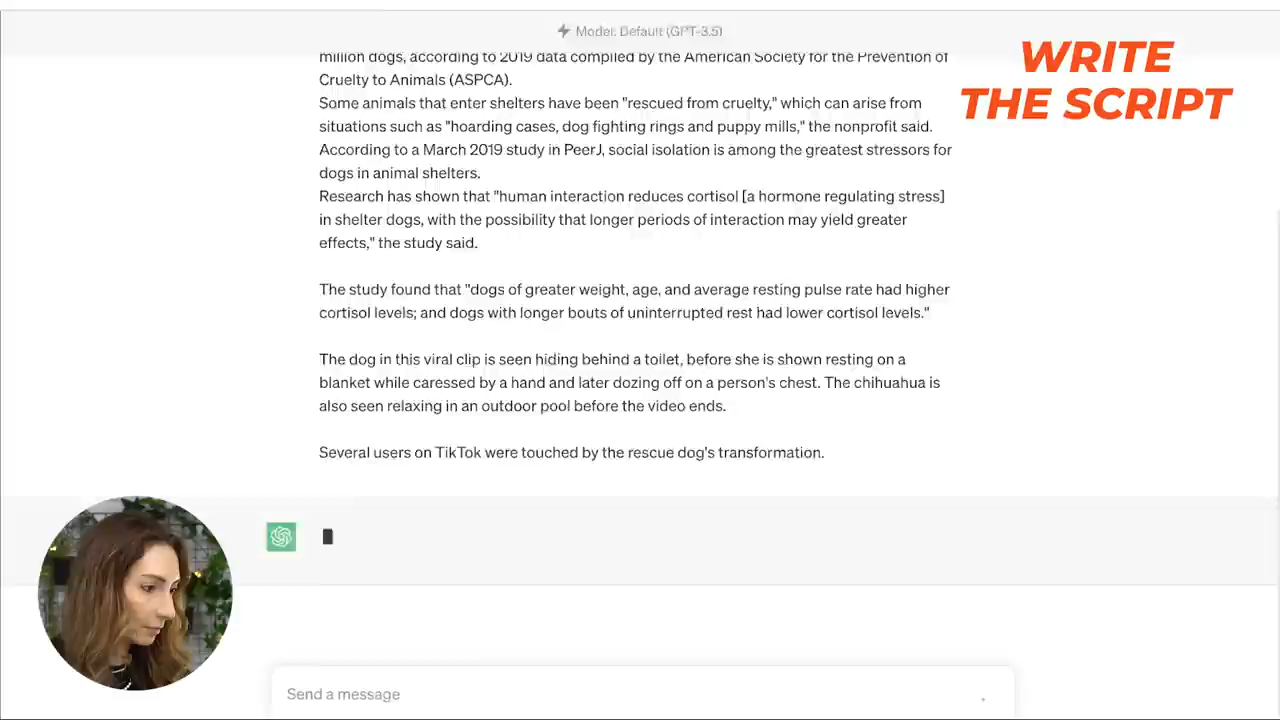 Model: Default (GPT-3.5)
WRITE
THE SCRIPT
million dogs, according to 2019 data compiled by the American Society for the Prevention of
Cruelty to Animals (ASPCA).
Some animals that enter shelters have been "rescued from cruelty," which can arise from
situations such as "hoarding cases, dog fighting rings and puppy mills," the nonprofit said.
According to a March 2019 study in PeerJ, social isolation is among the greatest stressors for
dogs in animal shelters.
Research has shown that "human interaction reduces cortisol [a hormone regulating stress]
in shelter dogs, with the possibility that longer periods of interaction may yield greater
effects," the study said.
The study found that "dogs of greater weight, age, and average resting pulse rate had higher
cortisol levels; and dogs with longer bouts of uninterrupted rest had lower cortisol levels."
The dog in this viral clip is seen hiding behind a toilet, before she is shown resting on a
blanket while caressed by a hand and later dozing off on a person's chest. The chihuahua is
also seen relaxing in an outdoor pool before the video ends.
Several users on TikTok were touched by the rescue dog's transformation.
Send a message